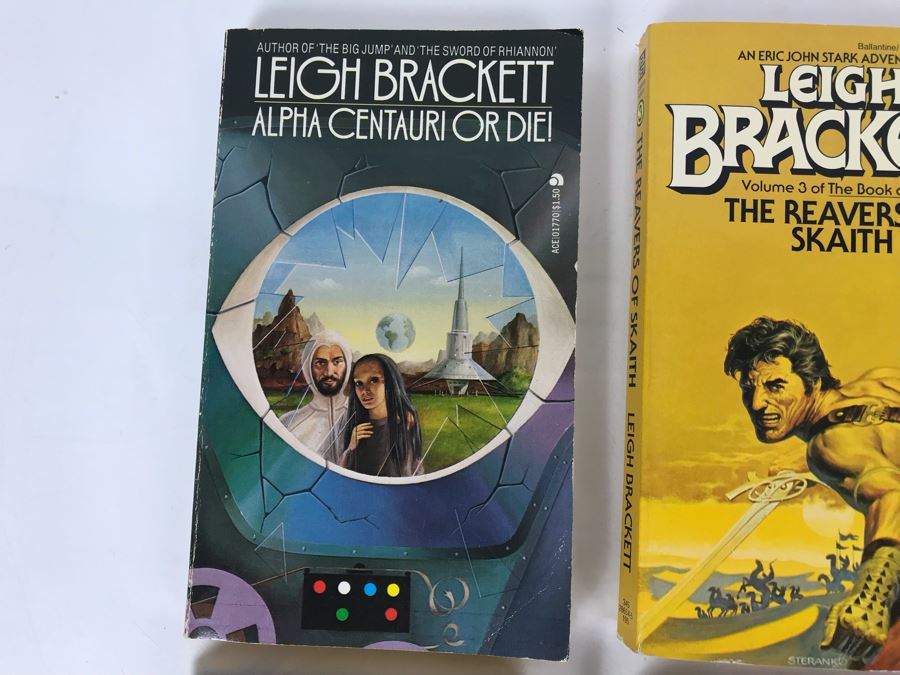 AUTHOR OF 'THE BIG JUMP' AND 'THE SWORD OF RHIANNON'
LEIGH BRACKETT
ALPHA CENTAURI OR DIE!
ACE|01770|$1.50
THE REAVERS OF SKAITH LEIGH BRACKETT
Ballantine/
AN ERIC JOHN STARK ADVEN
LEIGH
BRACKE
Volume 3 of The Book o
THE REAVERS
SKAITH
STERANKO